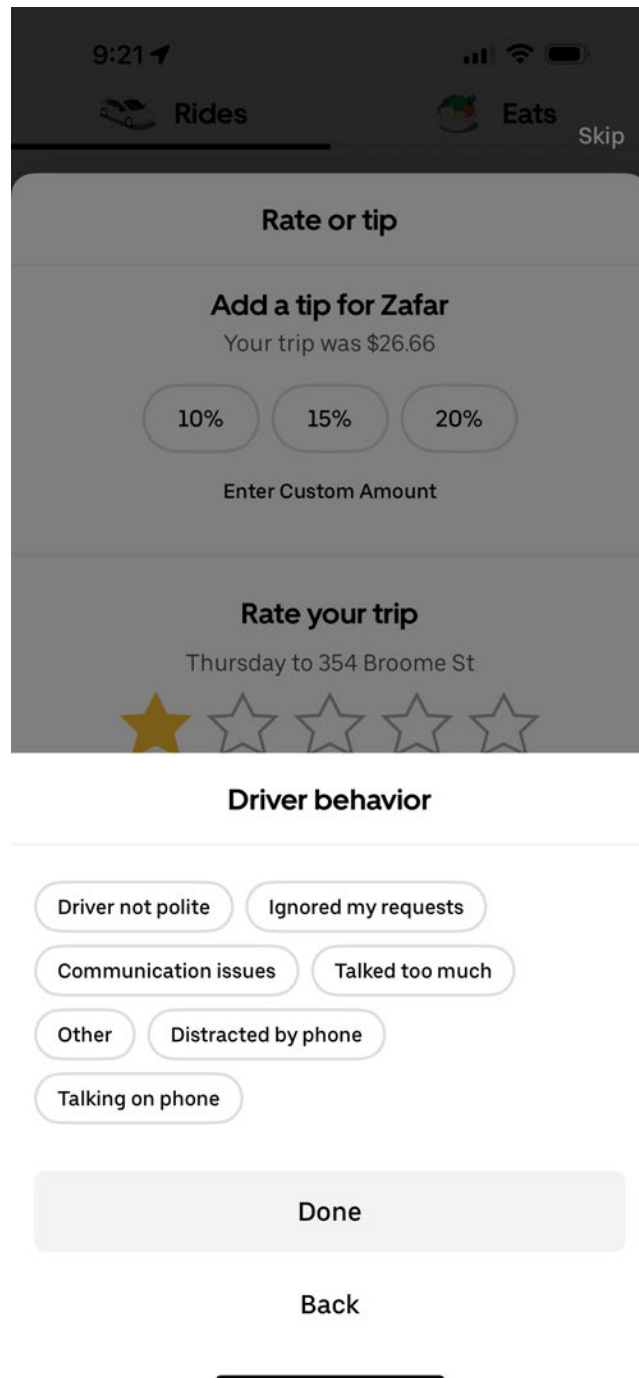 9:21
Rides Eats
Skip
Rate or tip
Add a tip for Zafar
Your trip was $26.66
10% 15% 20%
Enter Custom Amount
Rate your trip
Thursday to 354 Broome St
Driver behavior
Driver not polite Ignored my requests
Communication issues Talked too much
Other Distracted by phone
Talking on phone
Done
Back